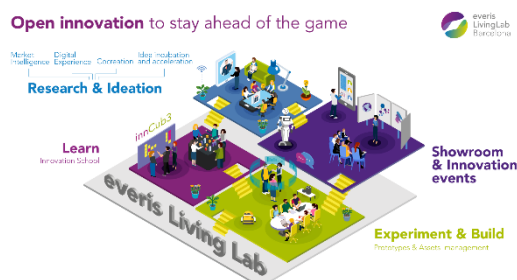 Open innovation to stay ahead of the game
everis
LivingLab
Barcelona
Market
Intelligence
Digital
Experience
Cocreation
Idea incubation
and acceleration
Research & Ideation
innCub3
Learn
Innovation School
Showroom
& Innovation
events
everis Living Lab
Experiment & Build
Prototypes & Assets management